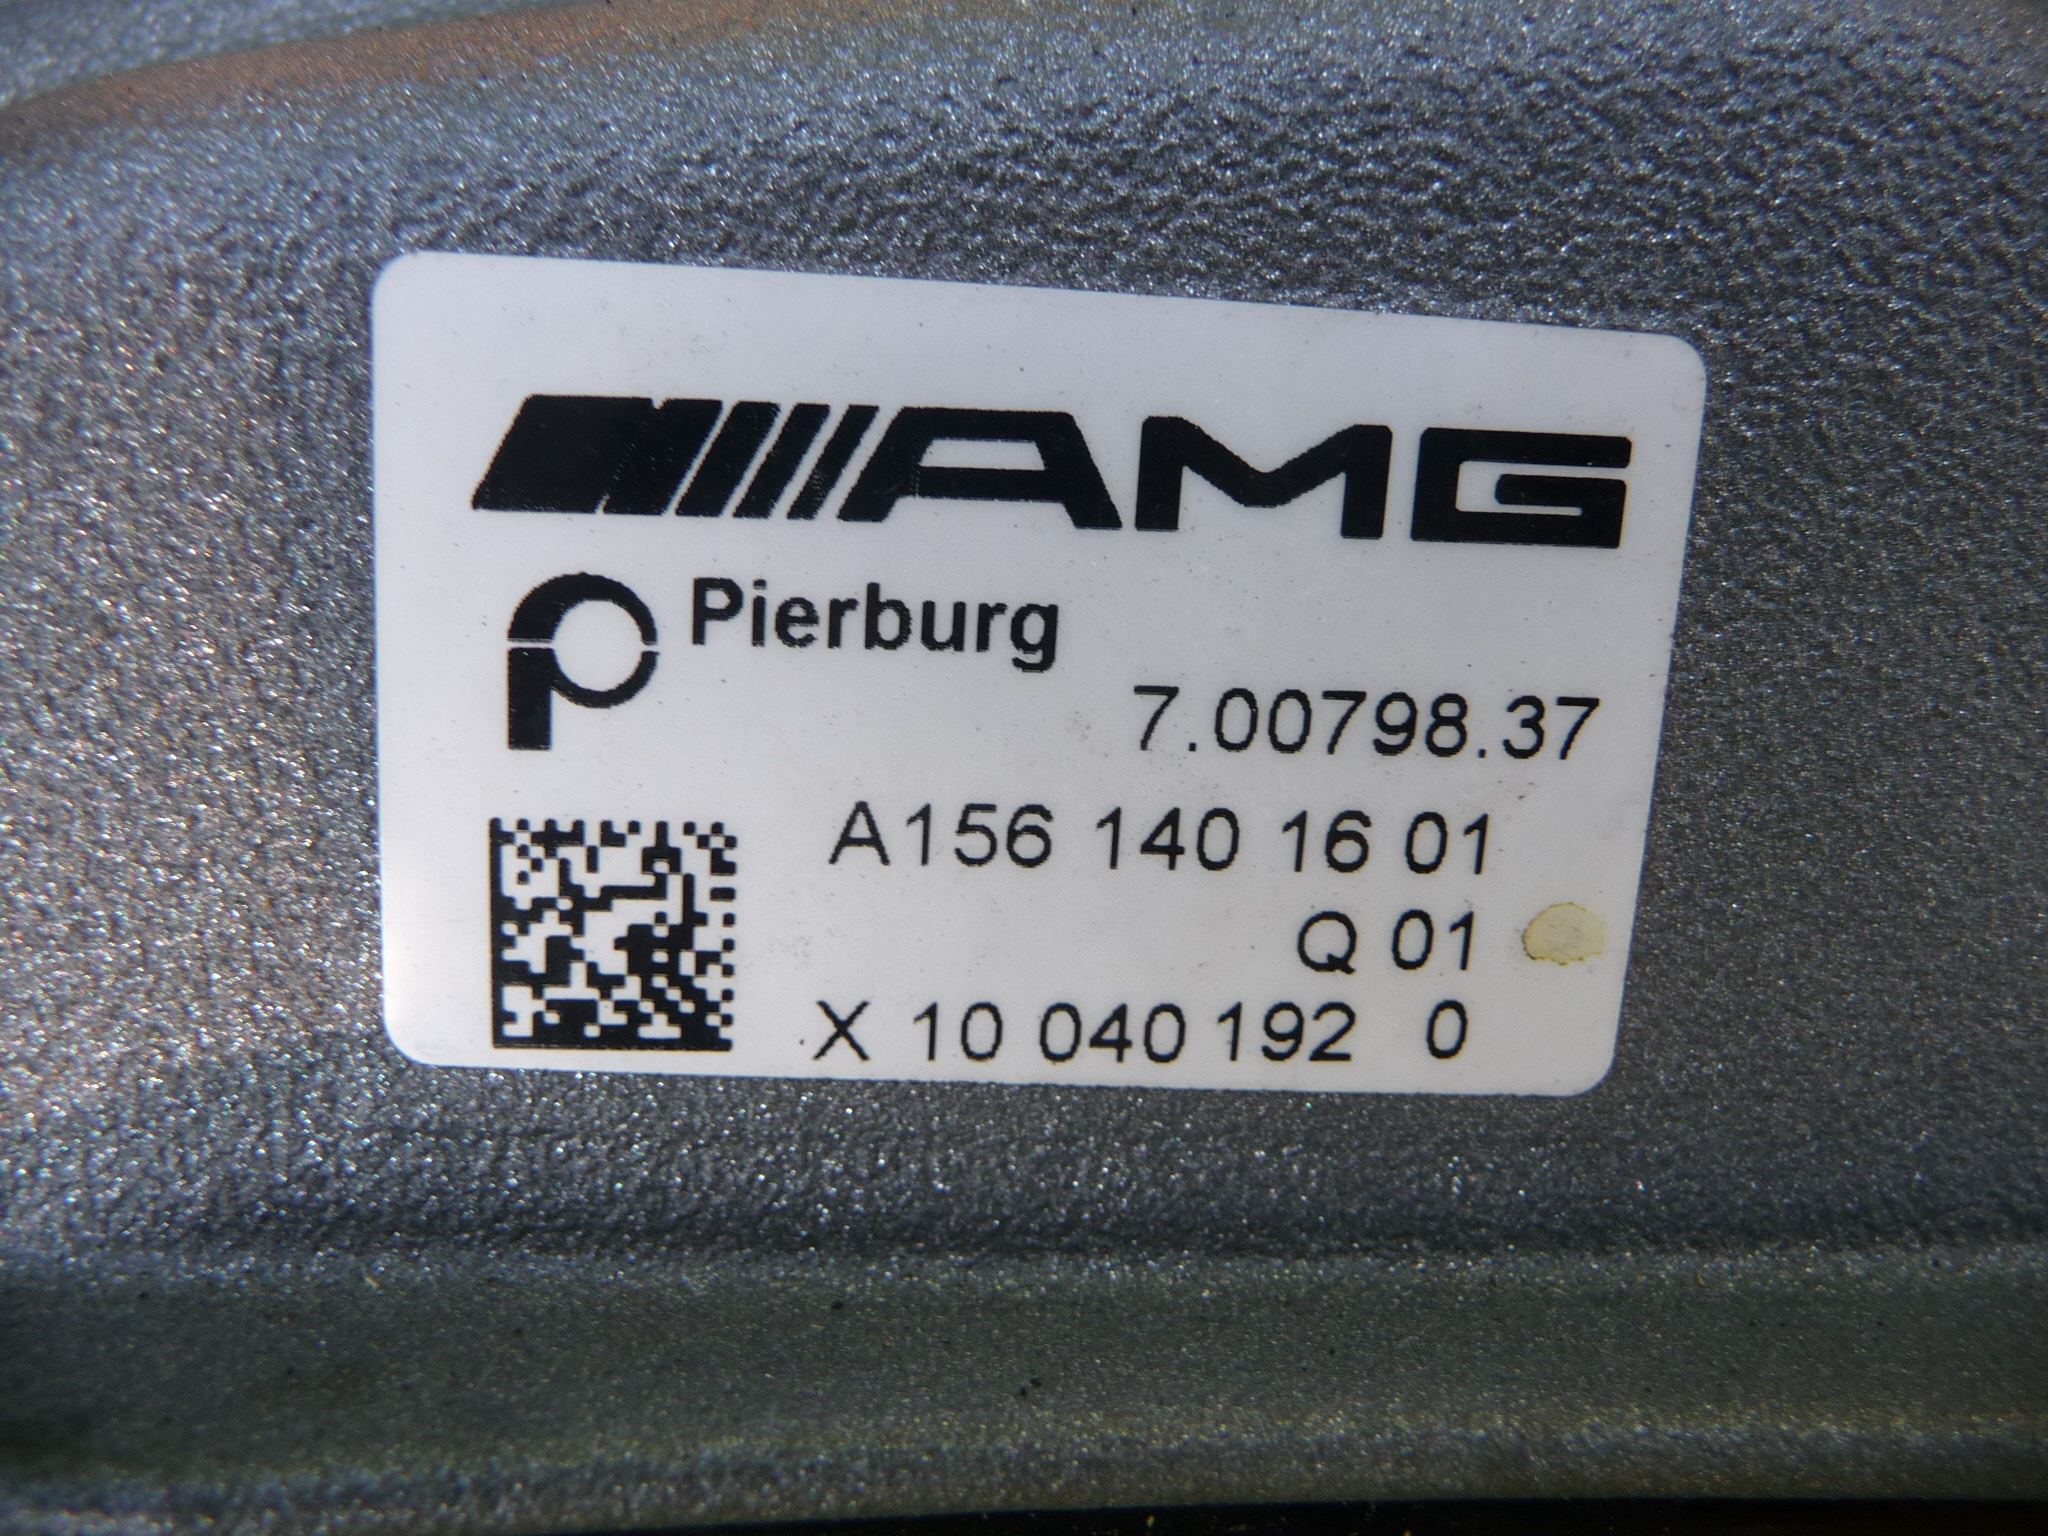 AMG
Pierburg
7.00798.37
A156 140 16 01
Q 01
X 10 040 192 0